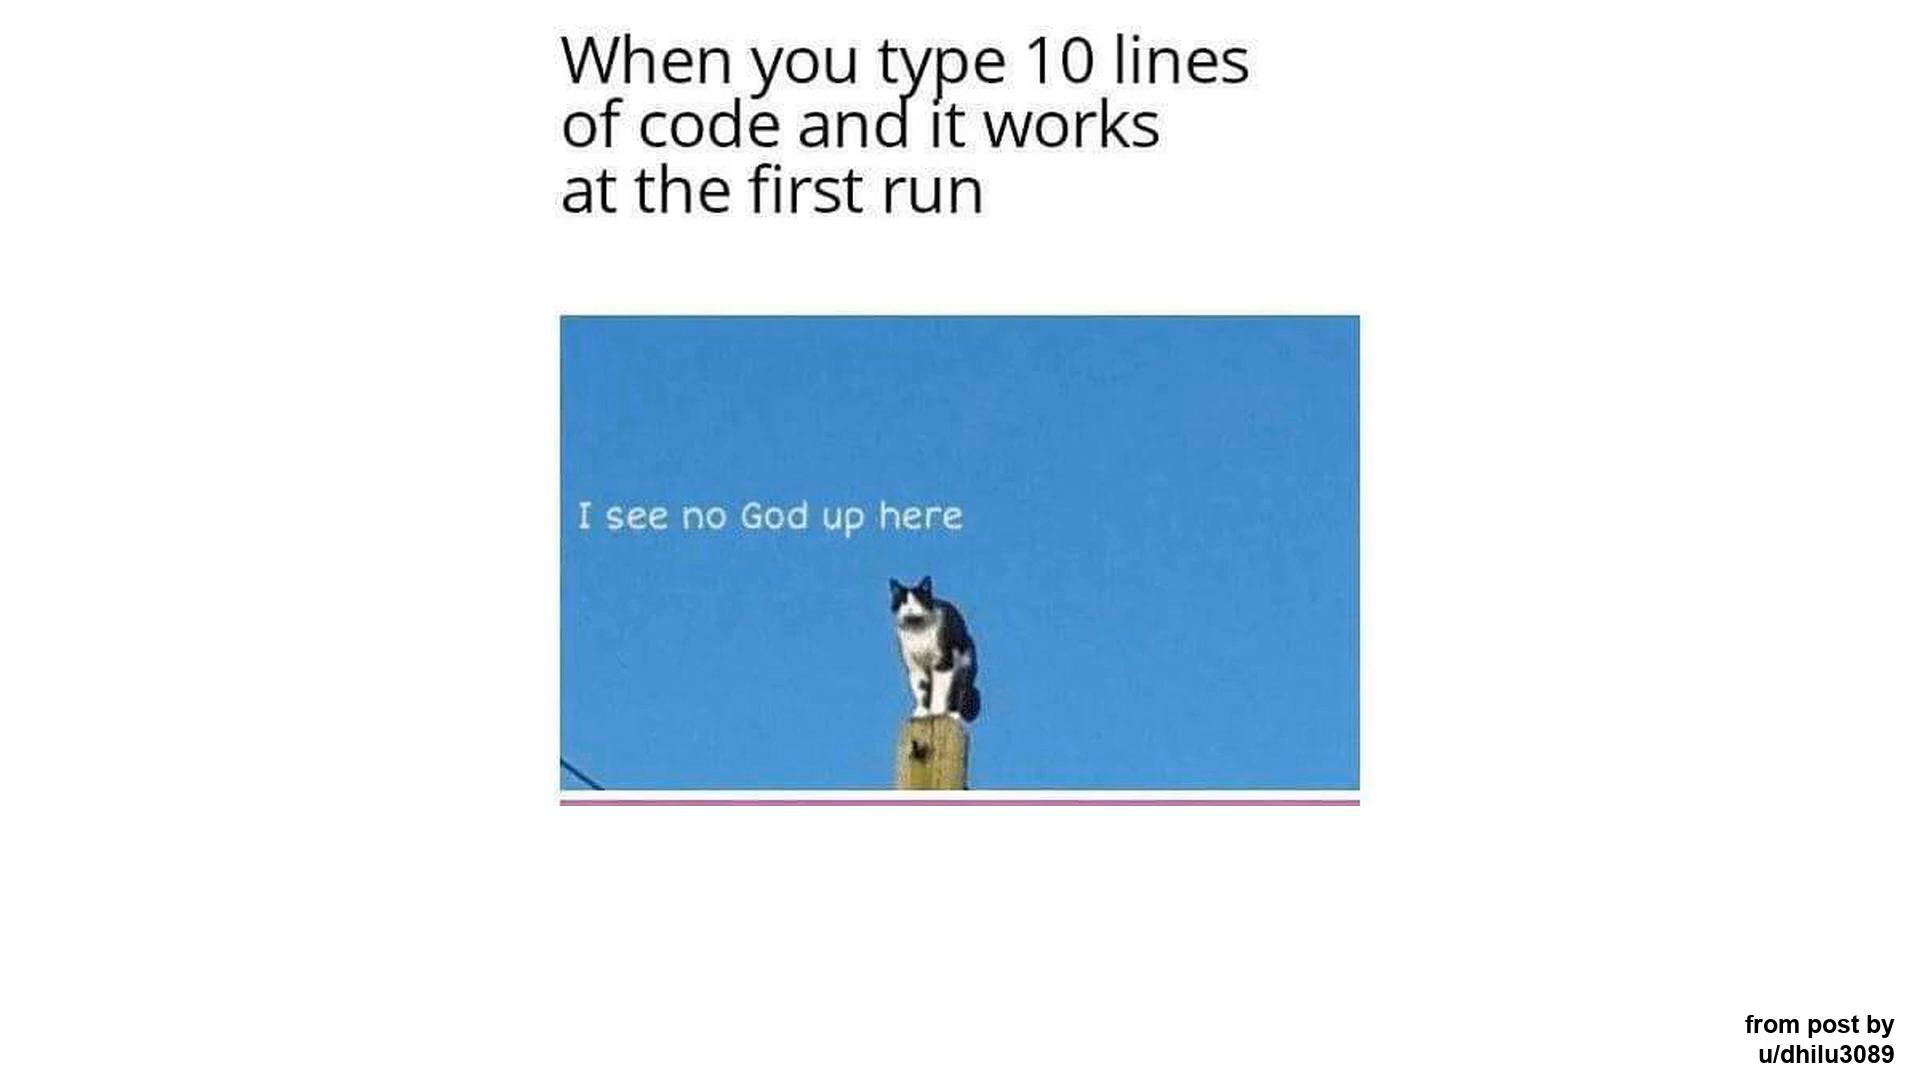 When you type 10 lines
of code and it works
at the first run
I see no God up here
from post by
u/dhilu3089